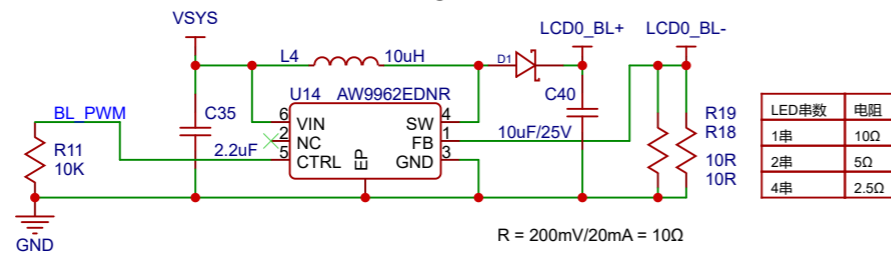 VSYS
LCD0_BL+
LCD0_BL-
L4
10uH
D1
U14
AW9962EDNR
C35
C40
BL_PWM
6
VIN
SW
4
2
NC
FB
1
5
CTRL
GND
3
EP
2.2uF
10uF/25V
R11
10K
R19
R18
10R
10R
GND
R = 200mV/20mA = 10Ω
LED串数 电阻
1串 10Ω
2串 5Ω
4串 2.5Ω